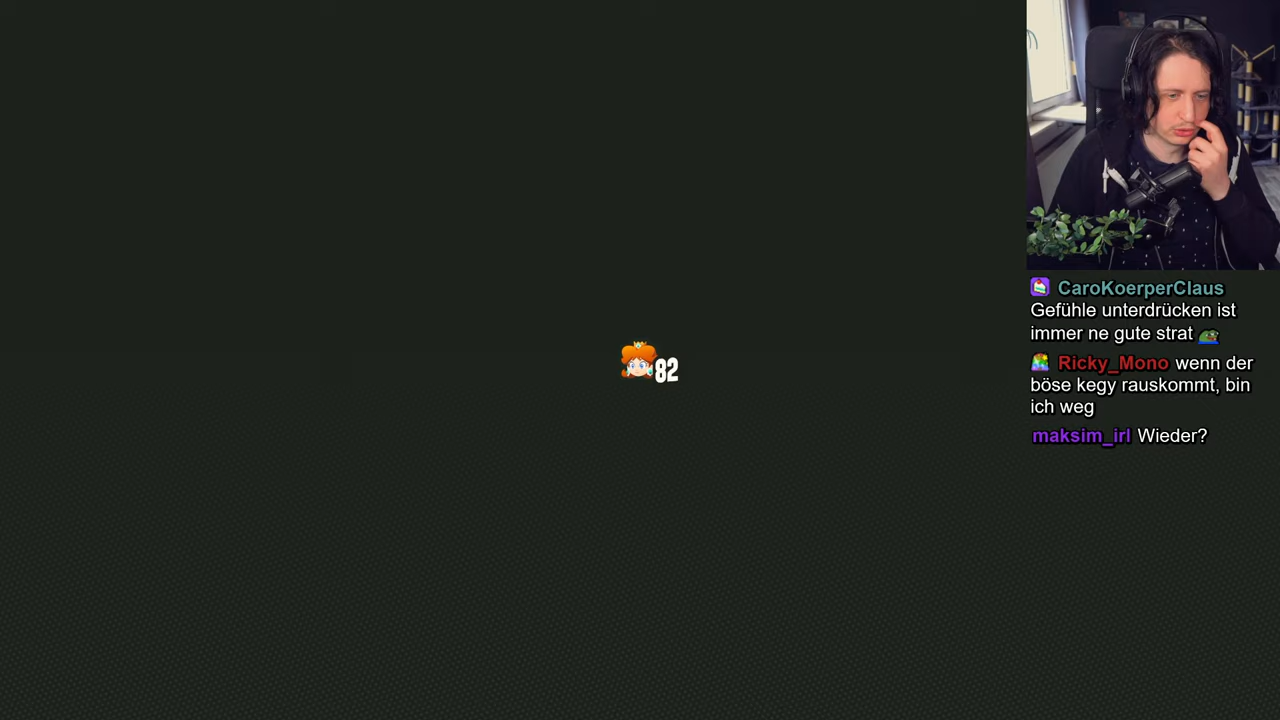 82
CaroKoerperClaus
Gefühle unterdrücken ist
immer ne gute strat
Ricky_Mono wenn der
böse kegy rauskommt, bin
ich weg
maksim_irl Wieder?